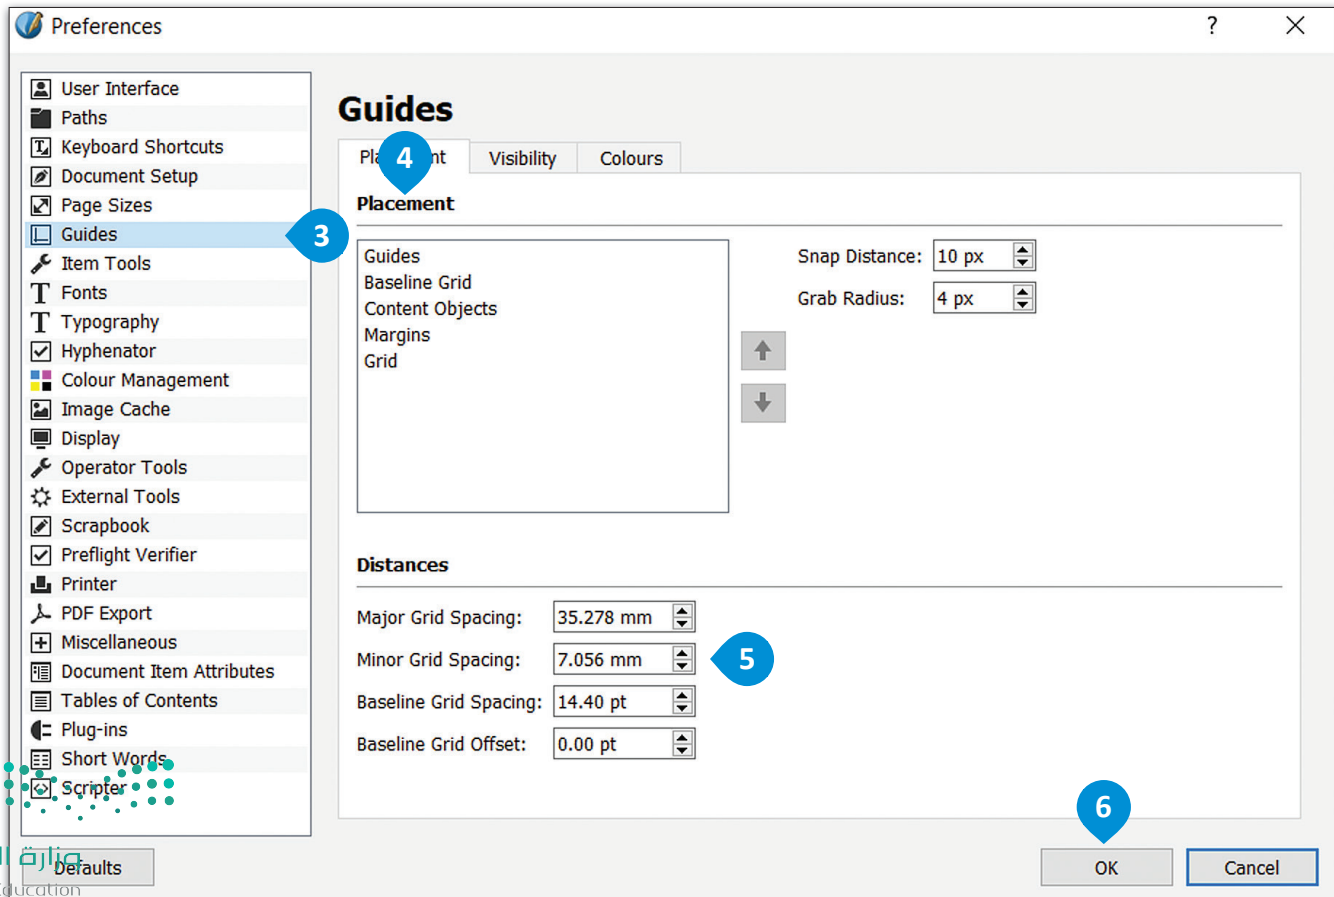 Preferences
?
User Interface
Paths
Keyboard Shortcuts
Document Setup
Page Sizes
Guides
3
Item Tools
Fonts
Typography
Hyphenator
Colour Management
Image Cache
Display
Operator Tools
External Tools
Scrapbook
Preflight Verifier
Printer
PDF Export
Miscellaneous
Document Item Attributes
Tables of Contents
Plug-ins
Short Words
Scripter
Defaults
وزارة
Education
Guides
4
Visibility
Colours
Placement
Guides
Baseline Grid
Content Objects
Margins
Grid
Snap Distance: 10 px
Grab Radius: 4 px
Distances
Major Grid Spacing: 35.278 mm
Minor Grid Spacing: 7.056 mm
5
Baseline Grid Spacing: 14.40 pt
Baseline Grid Offset: 0.00 pt
6
OK
Cancel